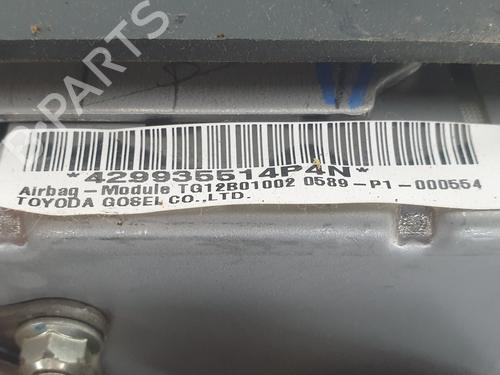 B-PARTS
*429935514P4N*
Airbag-Module TG12B01002 0589-P1-000554
TOYODA GOSEI CO.,LTD.